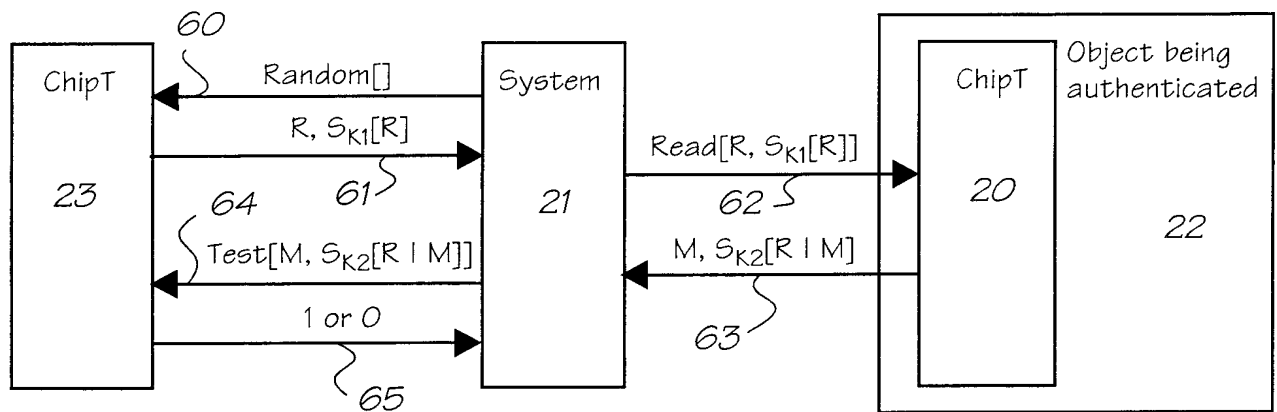 60
ChipT
Random[]
System
ChipT
Object being
authenticated
R, SK1[R]
Read[R, SK1[R]]
23
64
61
21
62
20
22
Test[M, SK2[R | M]]
M, SK2[R | M]
1 or 0
63
65